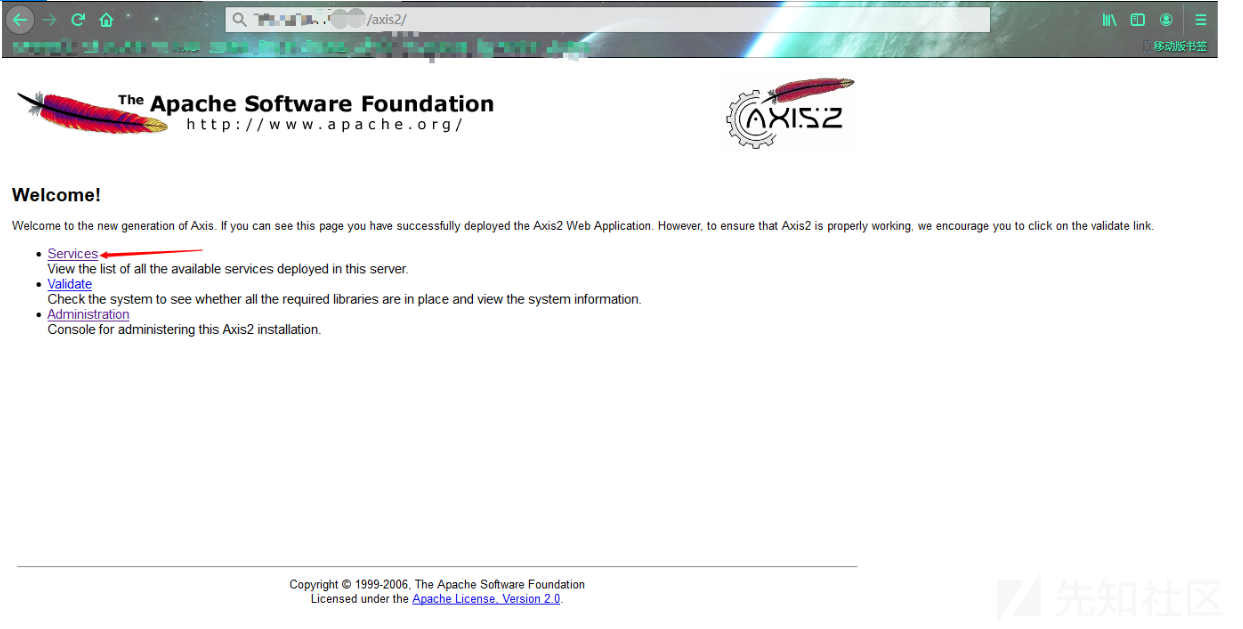 /axis2/
移动版书签
The Apache Software Foundation
http://www.apache.org/
AXIS2
Welcome!
Welcome to the new generation of Axis. If you can see this page you have successfully deployed the Axis2 Web Application. However, to ensure that Axis2 is properly working, we encourage you to click on the validate link.
• Services
View the list of all the available services deployed in this server.
• Validate
Check the system to see whether all the required libraries are in place and view the system information.
• Administration
Console for administering this Axis2 installation.
Copyright © 1999-2006, The Apache Software Foundation
Licensed under the Apache License, Version 2.0.
先知社区